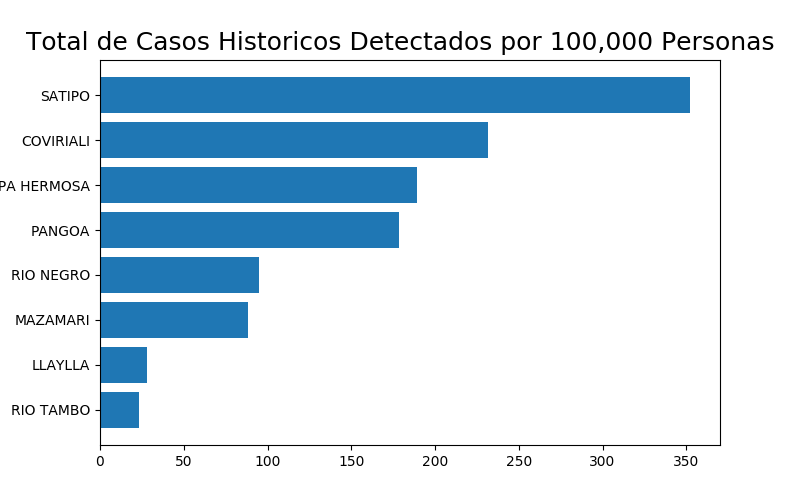 Total de Casos Historicos Detectados por 100,000 Personas
SATIPO
COVIRIALI
PA HERMOSA
PANGOA
RIO NEGRO
MAZAMARI
LLAYLLA
RIO TAMBO
0 50 100 150 200 250 300 350